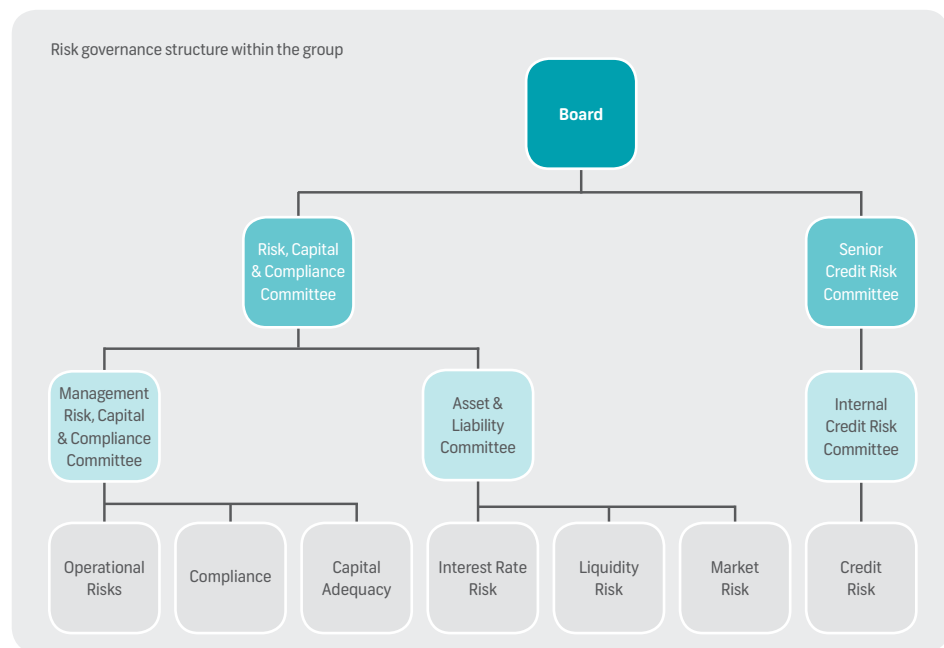 Risk governance structure within the group
Board
Risk, Capital
& Compliance
Committee
Senior
Credit Risk
Committee
Management
Risk, Capital
& Compliance
Committee
Asset &
Liability
Committee
Internal
Credit Risk
Committee
Operational
Risks
Compliance
Capital
Adequacy
Interest Rate
Risk
Liquidity
Risk
Market
Risk
Credit
Risk